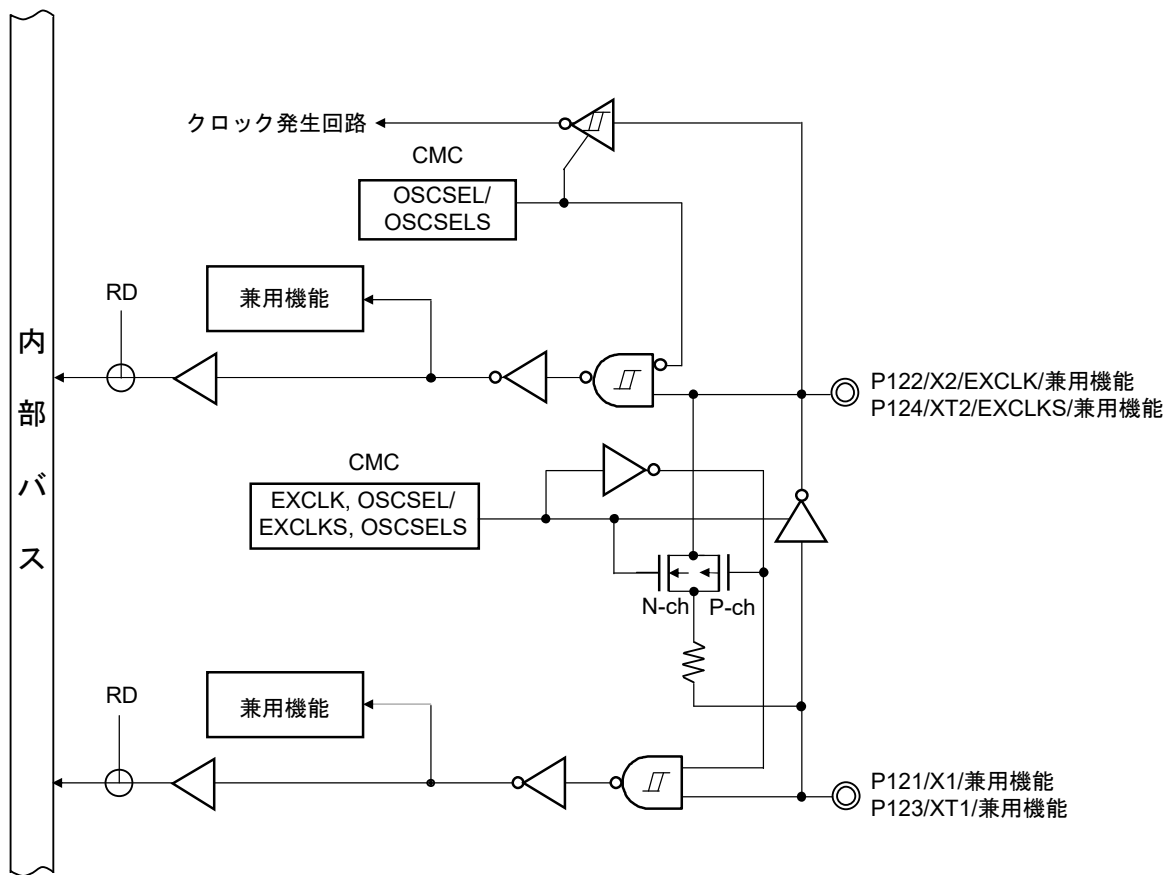 クロック発生回路
CMC
OSCSEL/
OSCSELS
RD
兼用機能
内部バス
P122/X2/EXCLK/兼用機能
P124/XT2/EXCLKS/兼用機能
CMC
EXCLK, OSCSEL/
EXCLKS, OSCSELS
N-ch
P-ch
RD
兼用機能
P121/X1/兼用機能
P123/XT1/兼用機能